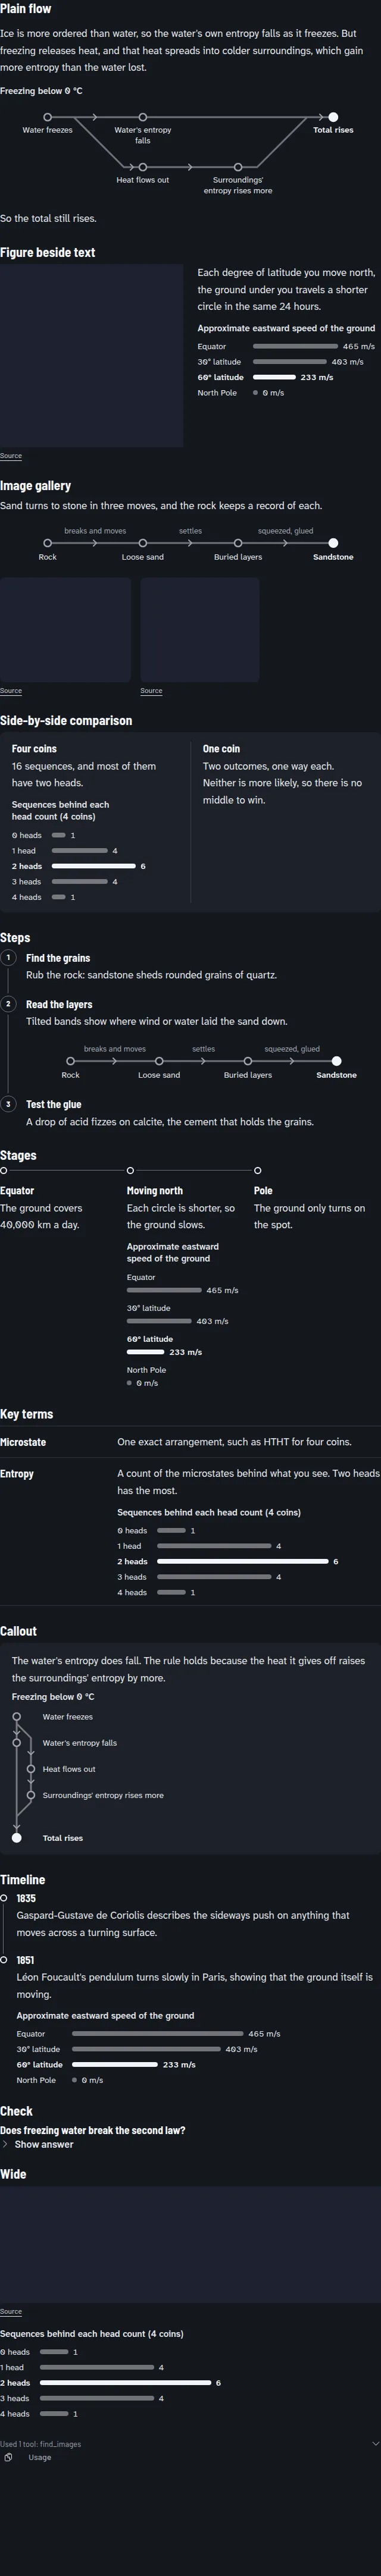 Plain flow
Ice is more ordered than water, so the water's own entropy falls as it freezes. But
freezing releases heat, and that heat spreads into colder surroundings, which gain
more entropy than the water lost.
Freezing below 0 °C
Water freezes
Water's entropy
falls
Total rises
Heat flows out
Surroundings'
entropy rises more
So the total still rises.
Figure beside text
Each degree of latitude you move north,
the ground under you travels a shorter
circle in the same 24 hours.
Approximate eastward speed of the ground
Equator 465 m/s
30° latitude 403 m/s
60° latitude 233 m/s
North Pole 0 m/s
Source
Image gallery
Sand turns to stone in three moves, and the rock keeps a record of each.
breaks and moves settles squeezed, glued
Rock Loose sand Buried layers Sandstone
Source Source
Side-by-side comparison
Four coins
16 sequences, and most of them
have two heads.
Sequences behind each
head count (4 coins)
0 heads 1
1 head 4
2 heads 6
3 heads 4
4 heads 1
One coin
Two outcomes, one way each.
Neither is more likely, so there is no
middle to win.
Steps
1 Find the grains
Rub the rock: sandstone sheds rounded grains of quartz.
2 Read the layers
Tilted bands show where wind or water laid the sand down.
breaks and moves settles squeezed, glued
Rock Loose sand Buried layers Sandstone
3 Test the glue
A drop of acid fizzes on calcite, the cement that holds the grains.
Stages
Equator
The ground covers
40,000 km a day.
Moving north
Each circle is shorter, so
the ground slows.
Approximate eastward
speed of the ground
Equator
465 m/s
30° latitude
403 m/s
60° latitude
233 m/s
North Pole
0 m/s
Pole
The ground only turns on
the spot.
Key terms
Microstate One exact arrangement, such as HTHT for four coins.
Entropy A count of the microstates behind what you see. Two heads
has the most.
Sequences behind each head count (4 coins)
0 heads 1
1 head 4
2 heads 6
3 heads 4
4 heads 1
Callout
The water's entropy does fall. The rule holds because the heat it gives off raises
the surroundings' entropy by more.
Freezing below 0 °C
Water freezes
Water's entropy falls
Heat flows out
Surroundings' entropy rises more
Total rises
Timeline
1835
Gaspard-Gustave de Coriolis describes the sideways push on anything that
moves across a turning surface.
1851
Léon Foucault's pendulum turns slowly in Paris, showing that the ground itself is
moving.
Approximate eastward speed of the ground
Equator 465 m/s
30° latitude 403 m/s
60° latitude 233 m/s
North Pole 0 m/s
Check
Does freezing water break the second law?
Show answer
Wide
Source
Sequences behind each head count (4 coins)
0 heads 1
1 head 4
2 heads 6
3 heads 4
4 heads 1
Used 1 tool: find_images
Usage